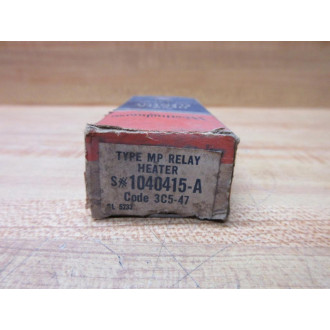 TYPE MP RELAY
HEATER
S# 1040415-A
Code 3C5-47